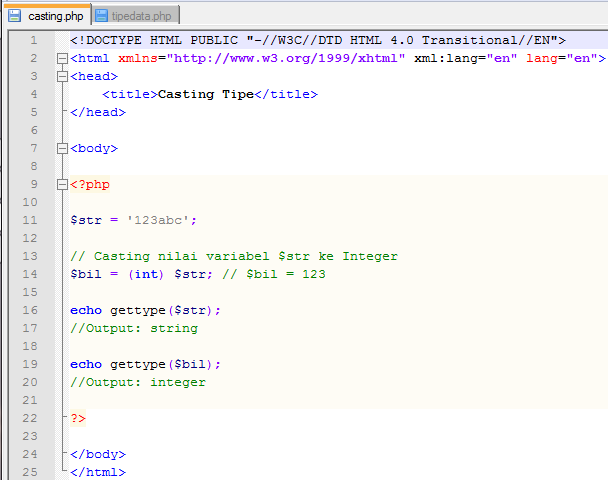 casting.php tipedata.php
1 <!DOCTYPE HTML PUBLIC "-//W3C//DTD HTML 4.0 Transitional//EN">
2 <html xmlns="http://www.w3.org/1999/xhtml" xml:lang="en" lang="en">
3 <head>
4 <title>Casting Tipe</title>
5 </head>
6
7 <body>
8
9 <?php
10
11 $str = '123abc';
12
13 // Casting nilai variabel $str ke Integer
14 $bil = (int) $str; // $bil = 123
15
16 echo gettype($str);
17 //Output: string
18
19 echo gettype($bil);
20 //Output: integer
21
22 ?>
23
24 </body>
25 </html>